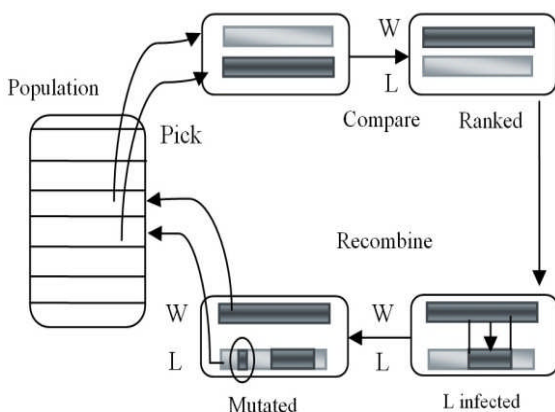 W
Population
L
Compare
Ranked
Pick
Recombine
W
W
L
L
Mutated
L infected